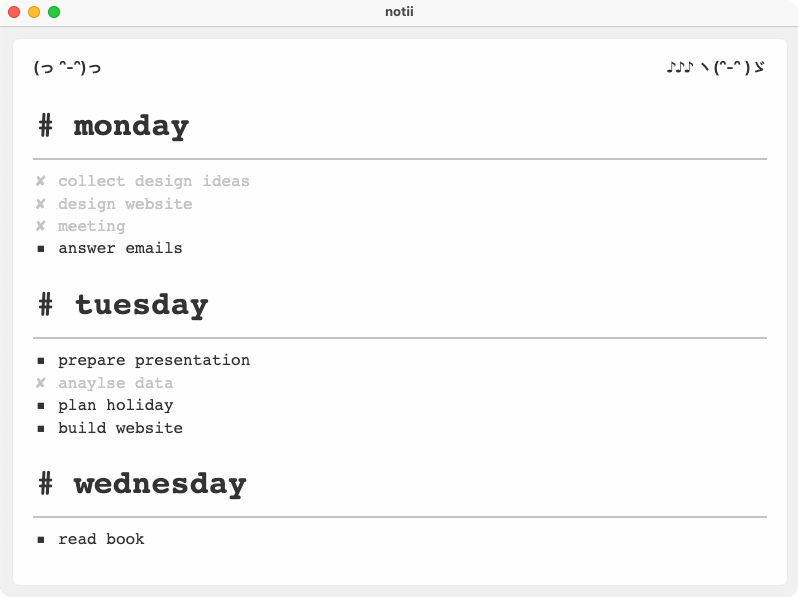 notii
(っ ᵔ-ᵔ)っ
♪♪♪ ヽ(ᵔ-ᵔ )ゞ
# monday
✘ collect design ideas
✘ design website
✘ meeting
▪ answer emails
# tuesday
▪ prepare presentation
✘ anaylse data
▪ plan holiday
▪ build website
# wednesday
▪ read book